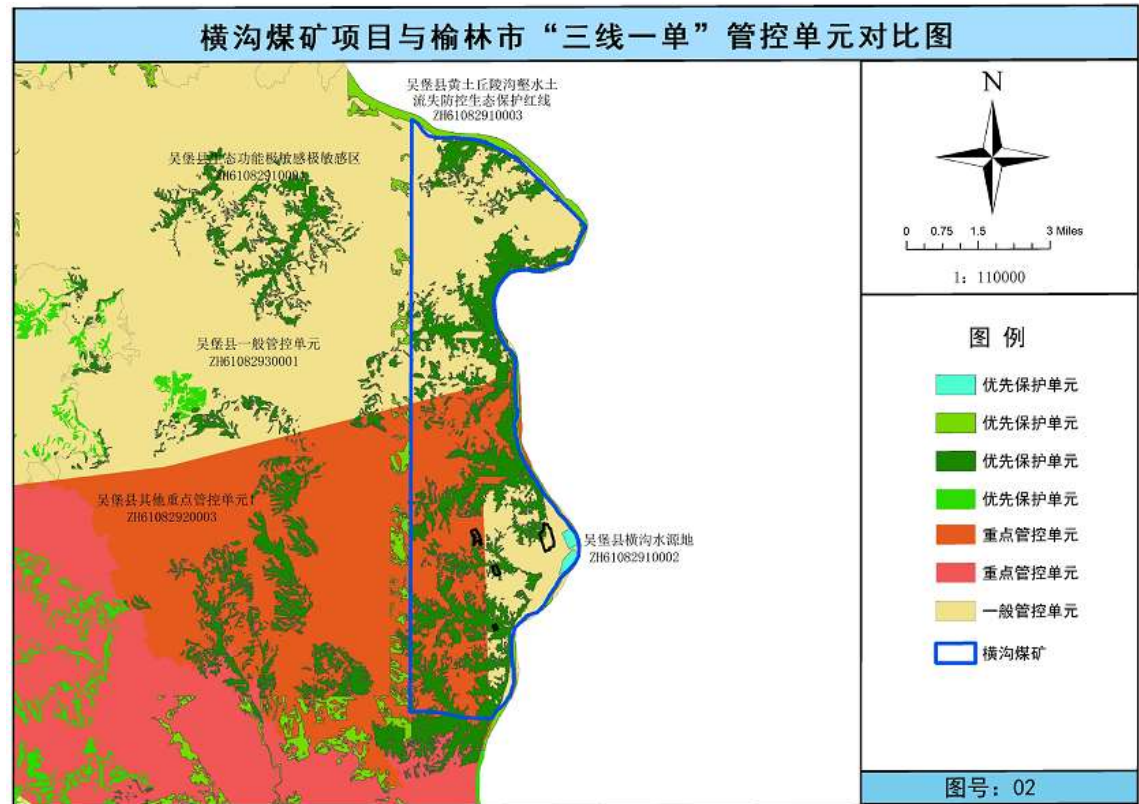 横沟煤矿项目与榆林市“三线一单”管控单元对比图
吴堡县黄土丘陵沟壑水土
流失防控生态保护红线
ZH61082910003
吴堡县生态功能极敏感极敏感区
吴堡县一般管控单元
ZH61082930001
吴堡县其他重点管控单元1
ZH61082920003
吴堡县横沟水源地
ZH61082910002
N
0 0.75 1.5 3 Miles
1: 110000
图 例
优先保护单元
优先保护单元
优先保护单元
优先保护单元
重点管控单元
重点管控单元
一般管控单元
横沟煤矿
图号: 02